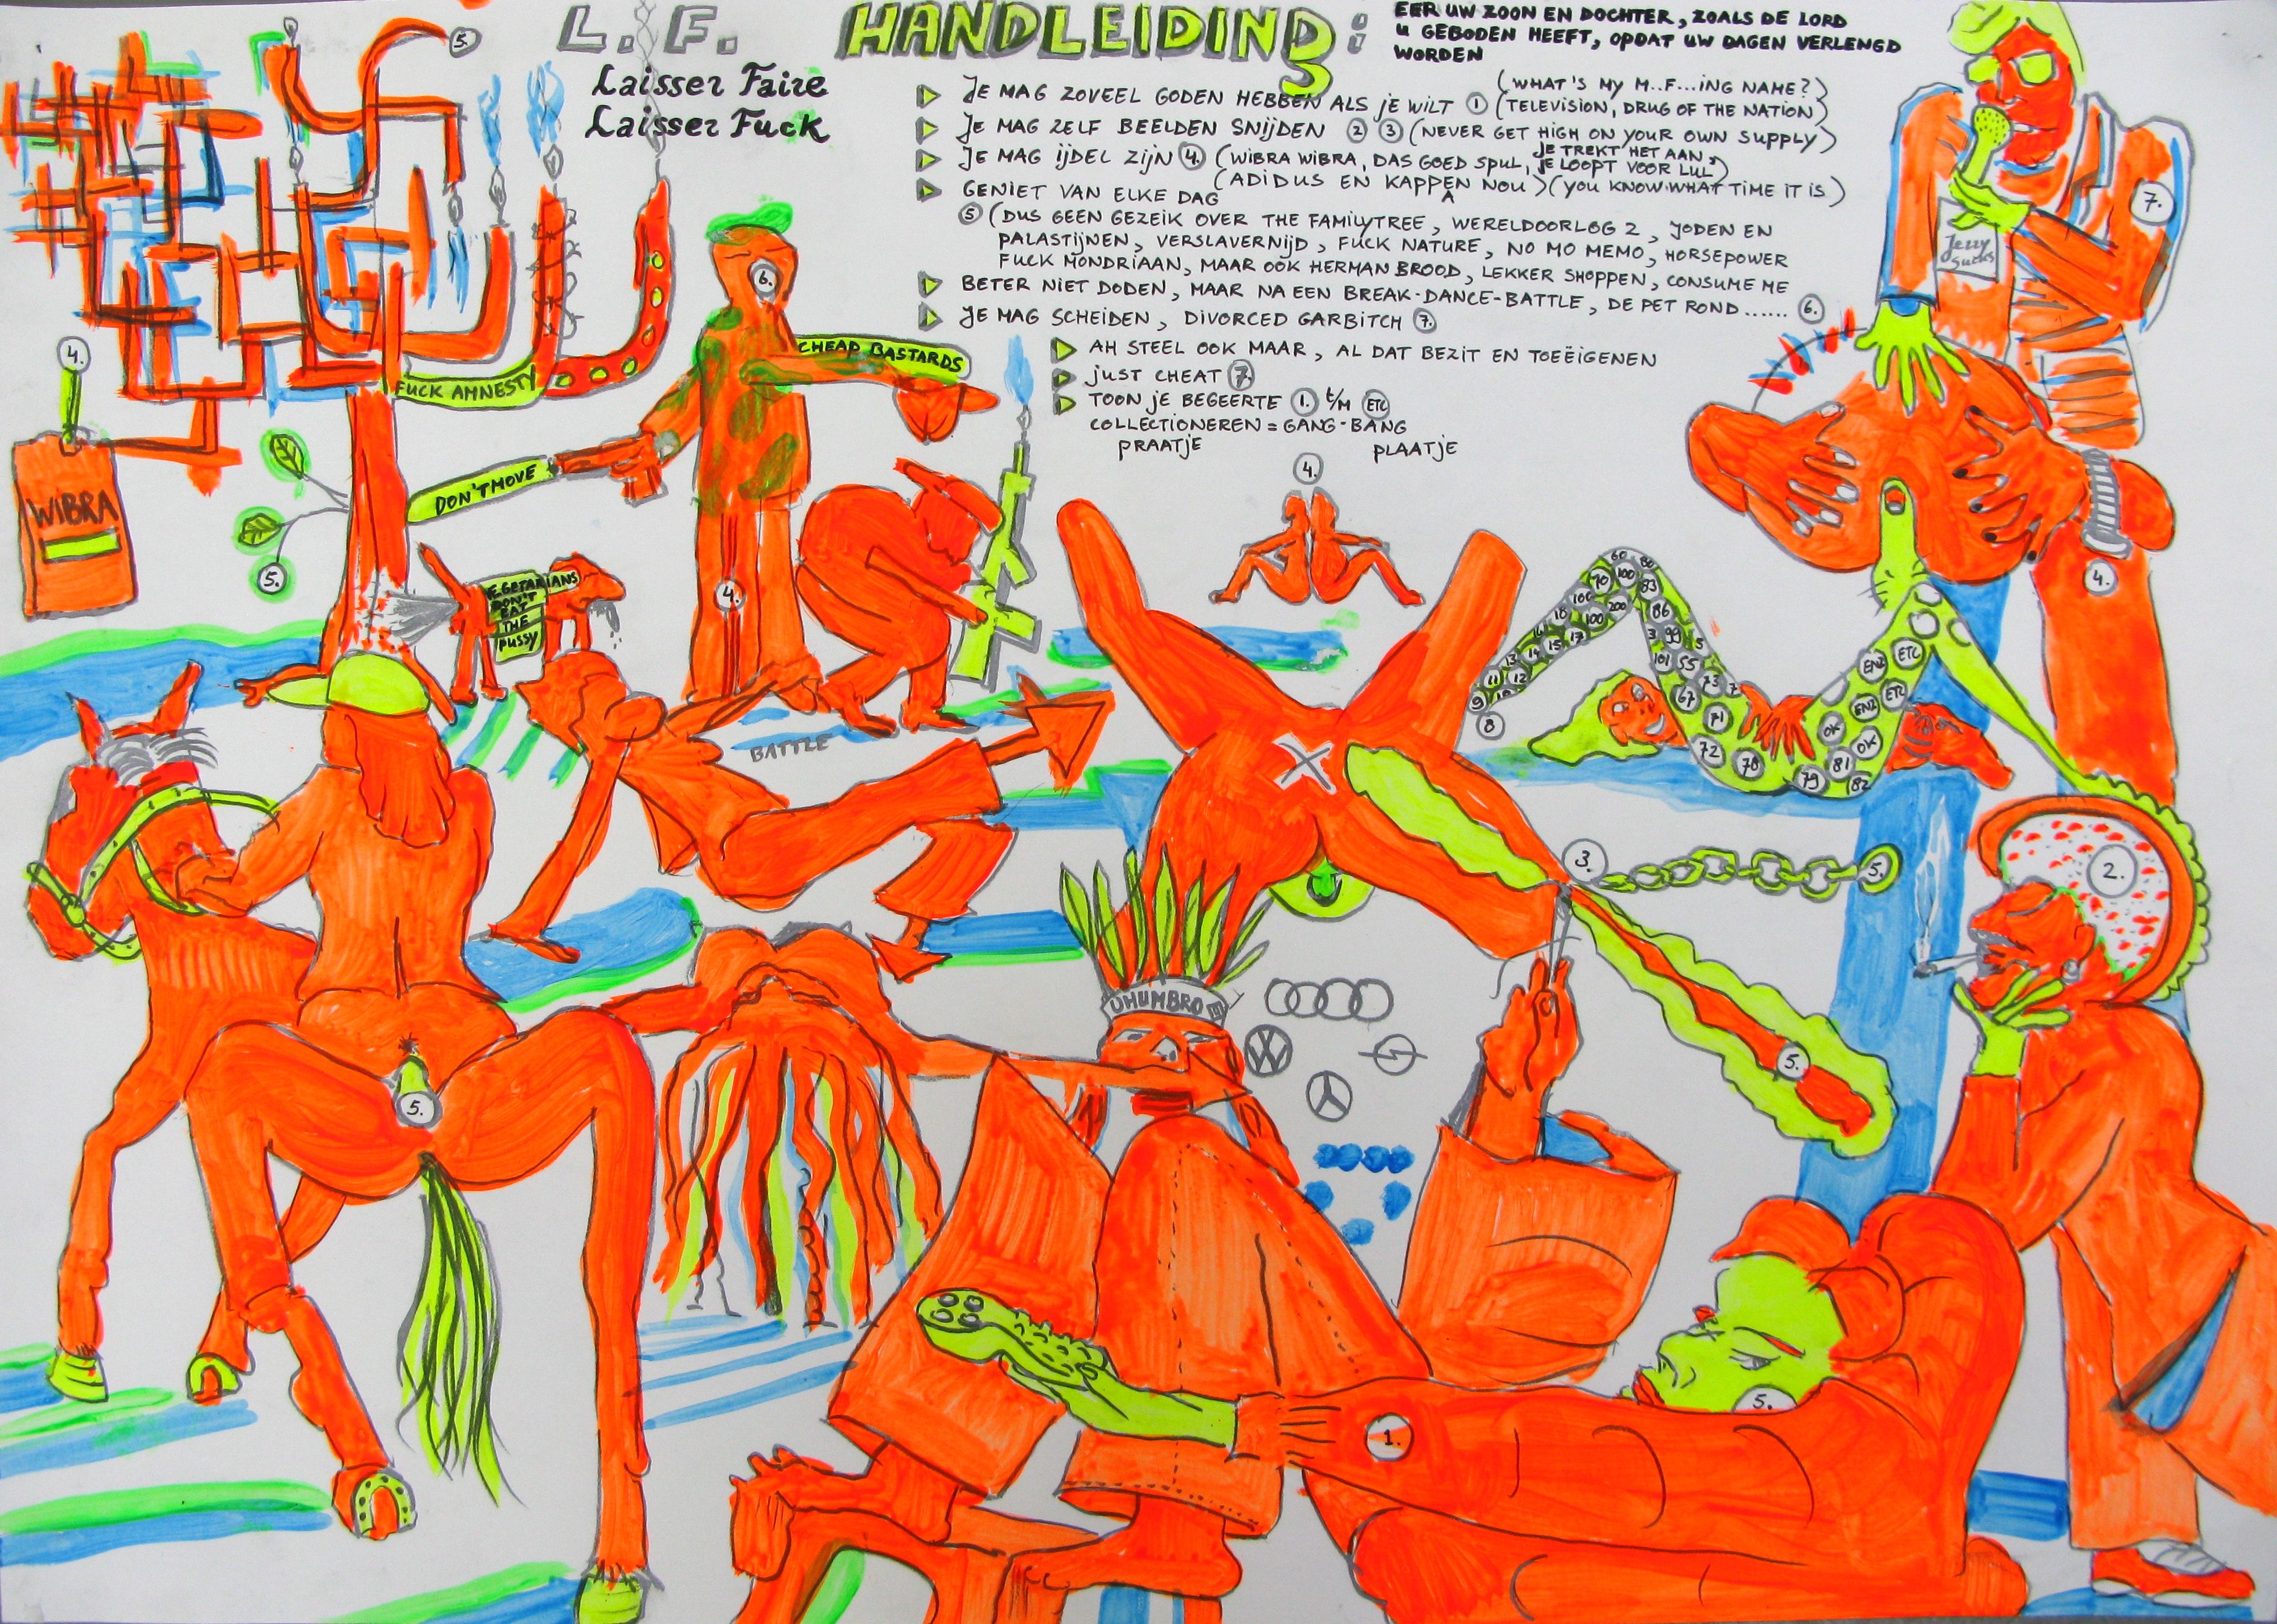 L. F.
Laisser Faire
Laisser Fuck
HANDLEIDING:
EER UW ZOON EN DOCHTER, ZOALS DE LORD
U GEBODEN HEEFT, OPDAT UW DAGEN VERLENGD
WORDEN
(WHAT'S MY M..F...ING NAME?)
JE MAG ZOVEEL GODEN HEBBEN ALS JE WILT 1 (TELEVISION, DRUG OF THE NATION)
JE MAG ZELF BEELDEN SNIJDEN 2 3 (NEVER GET HIGH ON YOUR OWN SUPPLY)
JE TREKT HET AAN,
JE MAG IJDEL ZIJN 4. (WIBRA WIBRA, DAS GOED SPUL, JE LOOPT VOOR LUL)
(ADIDUS EN KAPPEN NOU) (YOU KNOW WHAT TIME IT IS)
GENIET VAN ELKE DAG
5 (DUS GEEN GEZEIK OVER THE FAMILYTREE, WERELDOORLOG 2, JODEN EN
PALASTIJNEN, VERSLAVERNIJD, FUCK NATURE, NO MO MEMO, HORSEPOWER
FUCK MONDRIAAN, MAAR OOK HERMAN BROOD, LEKKER SHOPPEN, CONSUME ME
BETER NIET DODEN, MAAR NA EEN BREAK-DANCE-BATTLE, DE PET ROND...... 6.
JE MAG SCHEIDEN, DIVORCED GARBITCH 7.
AH STEEL OOK MAAR, AL DAT BEZIT EN TOEËIGENEN
JUST CHEAT 7.
TOON JE BEGEERTE 1. t/m ETC
COLLECTIONEREN = GANG-BANG
PRAATJE PLAATJE
5.
7.
Jerry
Sucks
6.
4.
CHEAP BASTARDS
FUCK AMNESTY
WIBRA
DON'T MOVE
5.
4.
4.
4.
VEGETARIANS
DON'T
EAT
THE
PUSSY
BATTLE
60 80
70 100 83
100 200 86
18 100 3 99 5
16 15 17 101 55
13 14 67 73 7
11 12 71
9 10
8
72 78 79 81 82
OK OK
ENZ ETC
ENZ ETC
3.
5.
2.
UHUMBRO
5.
5.
5.
1.